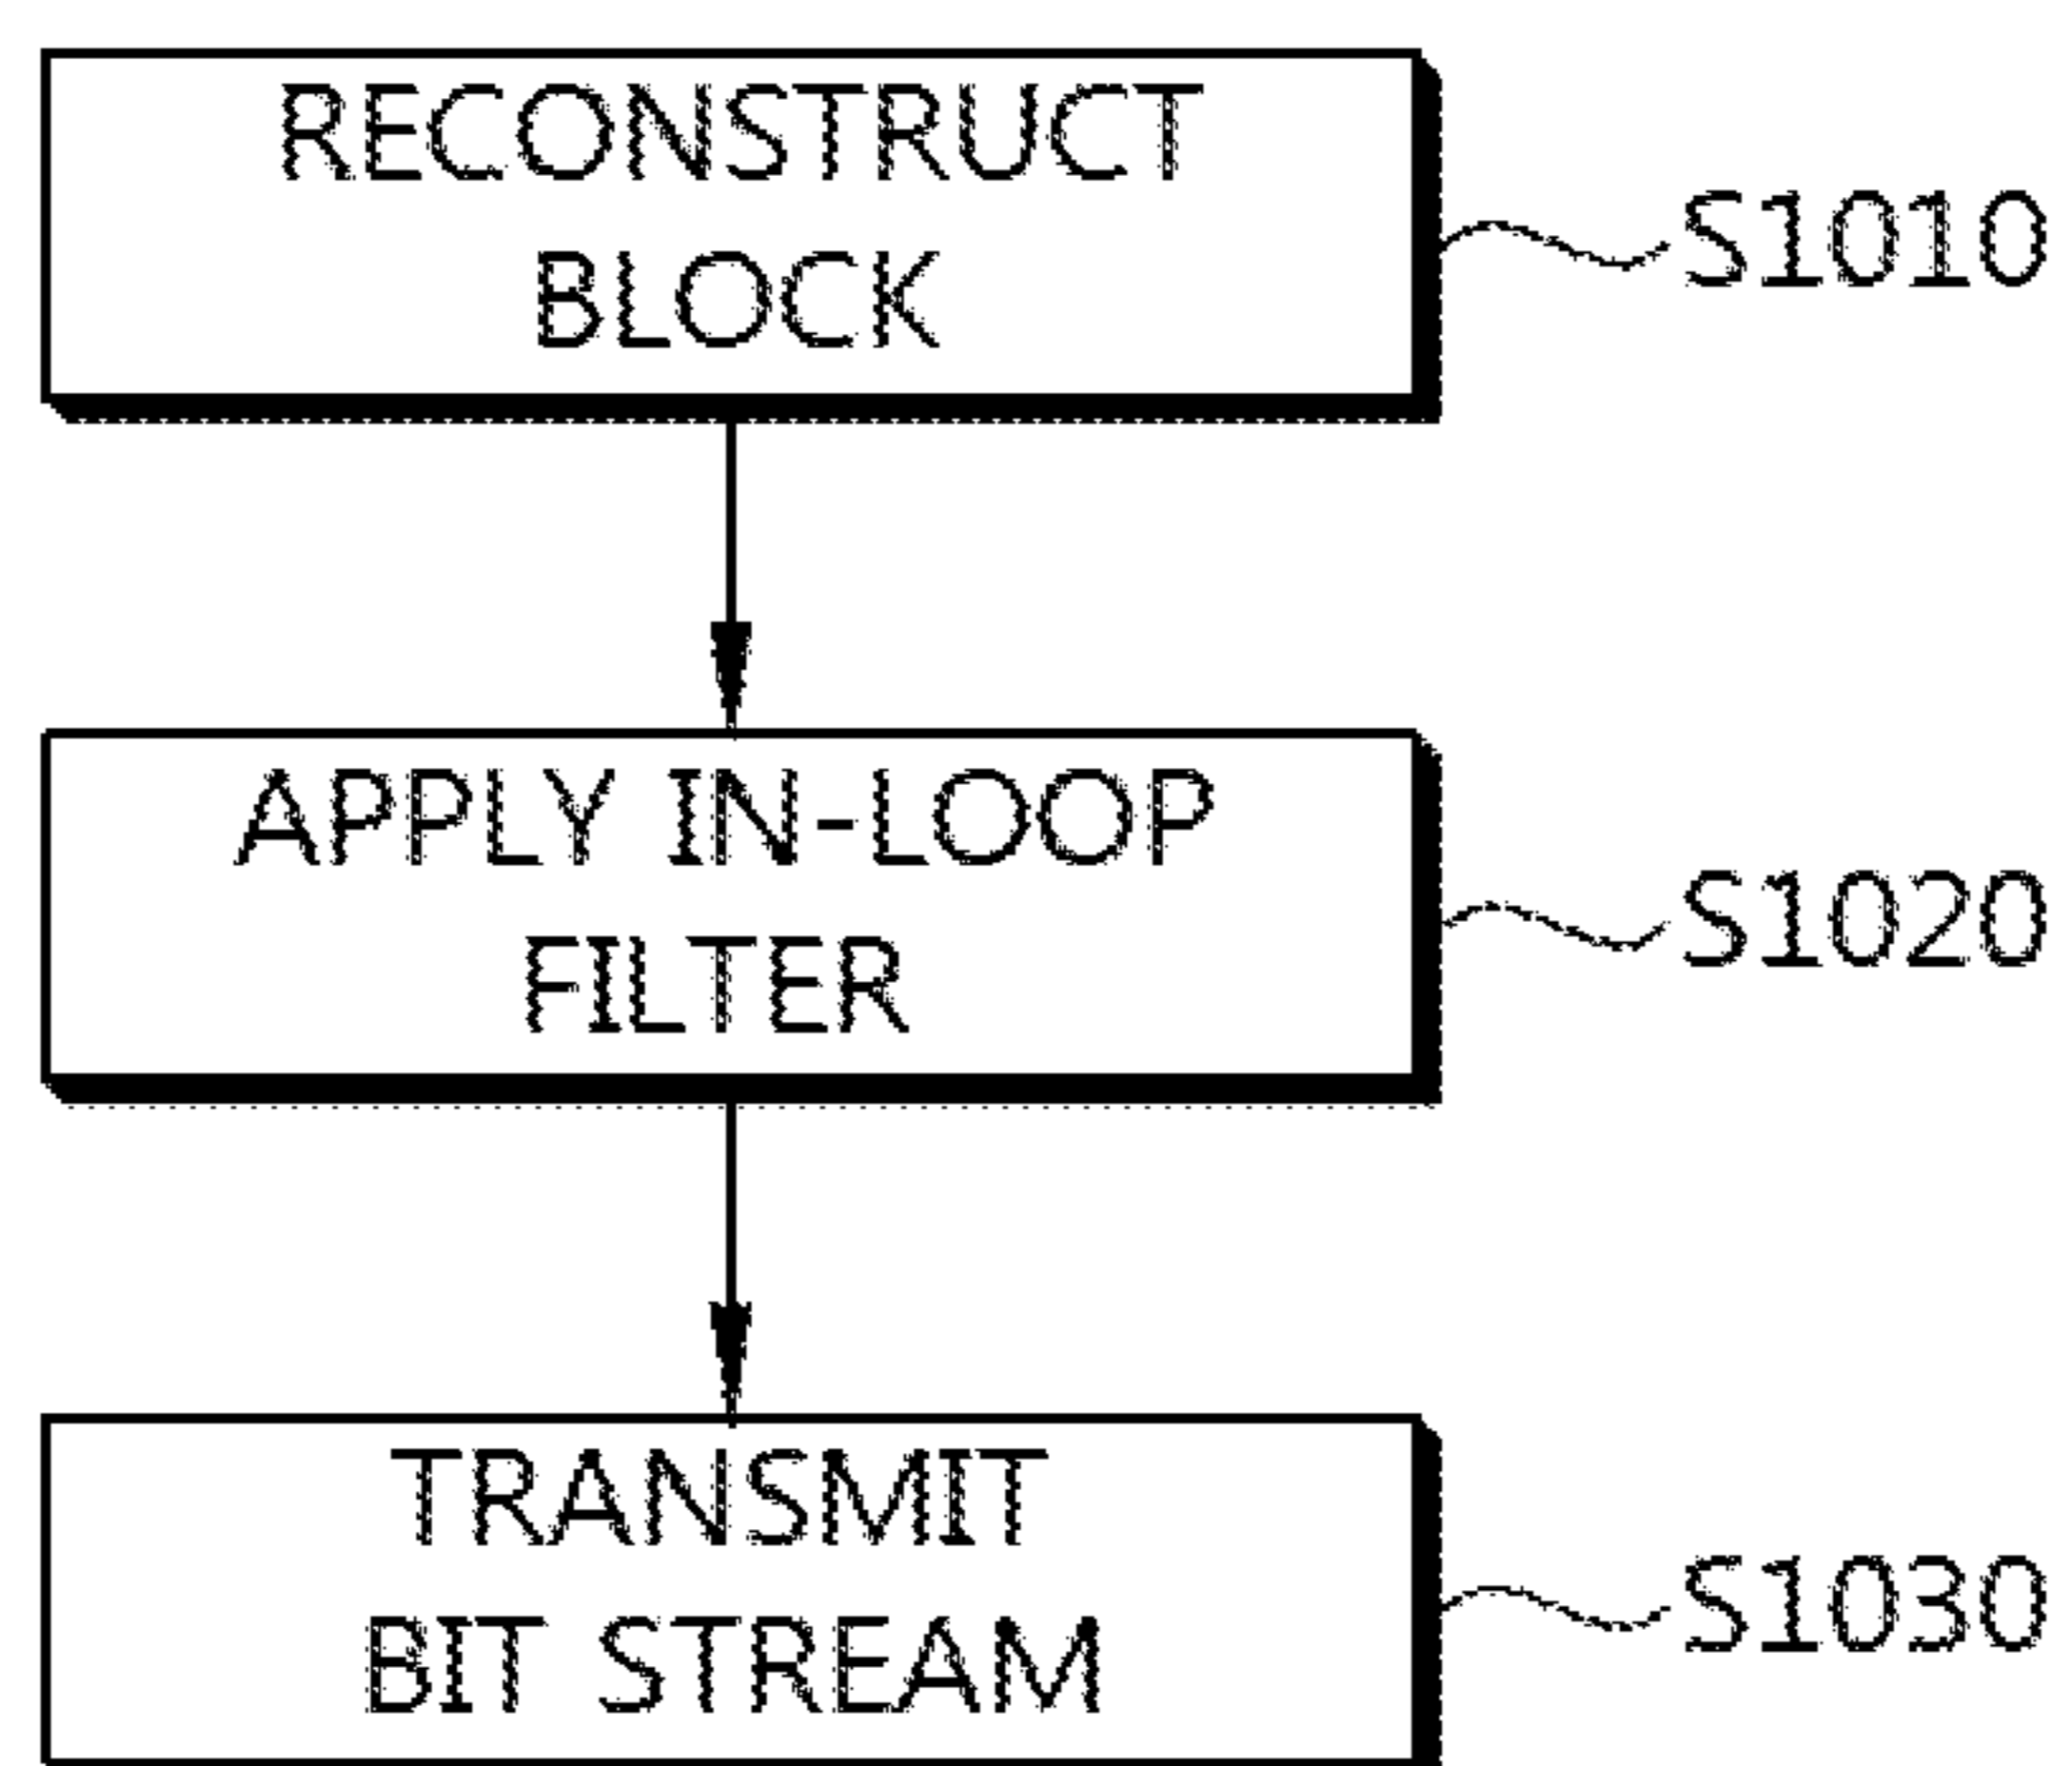 RECONSTRUCT
BLOCK
S1010
APPLY IN-LOOP
FILTER
S1020
TRANSMIT
BIT STREAM
S1030